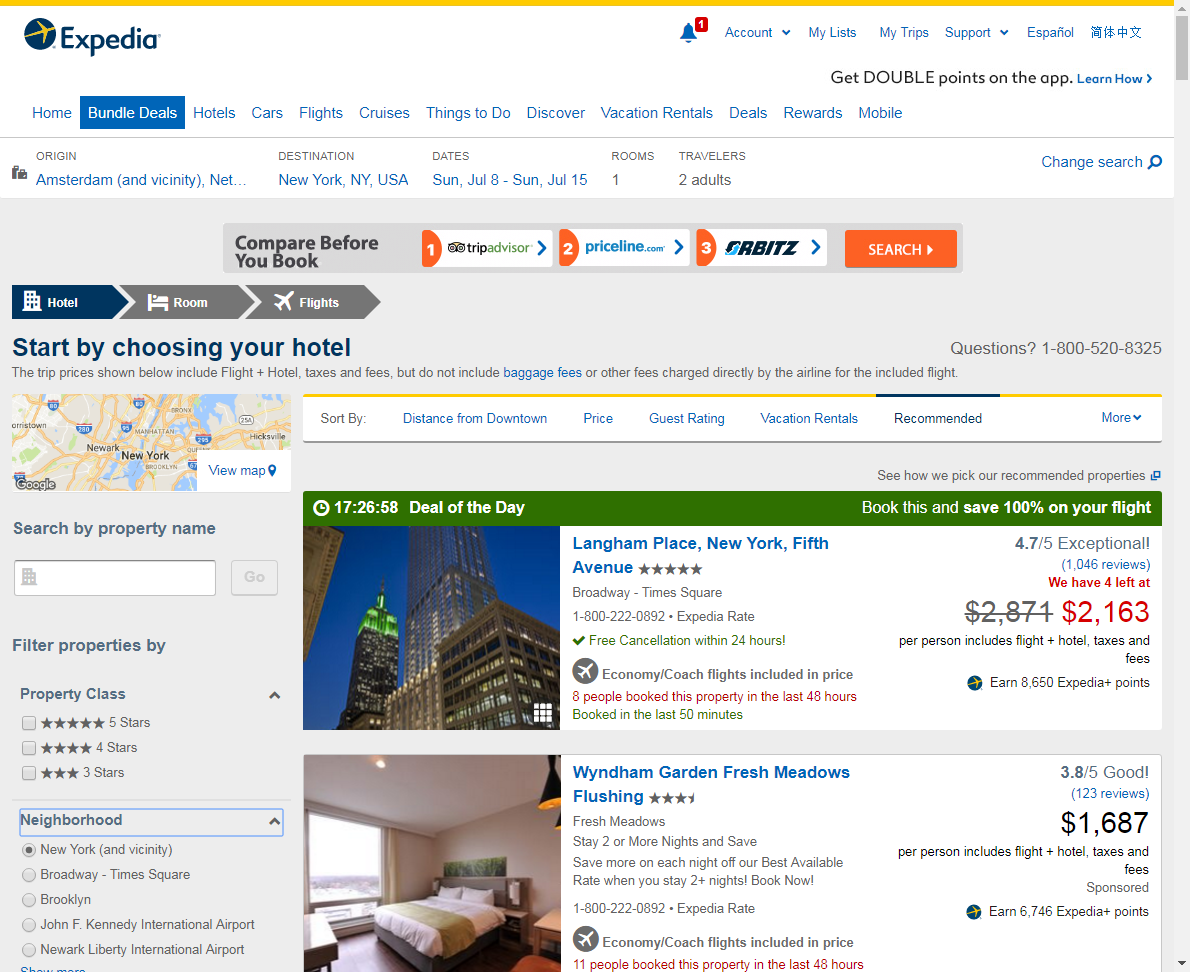 Expedia
1
Account
My Lists
My Trips
Support
Español
简体中文
Get DOUBLE points on the app. Learn How
Home
Bundle Deals
Hotels
Cars
Flights
Cruises
Things to Do
Discover
Vacation Rentals
Deals
Rewards
Mobile
ORIGIN
Amsterdam (and vicinity), Net...
DESTINATION
New York, NY, USA
DATES
Sun, Jul 8 - Sun, Jul 15
ROOMS
1
TRAVELERS
2 adults
Change search
Compare Before
You Book
1 tripadvisor
2 priceline.com
3 ORBITZ
SEARCH
Hotel
Room
Flights
Start by choosing your hotel
Questions? 1-800-520-8325
The trip prices shown below include Flight + Hotel, taxes and fees, but do not include baggage fees or other fees charged directly by the airline for the included flight.
BRONX
MANHATTAN
Newark
New York
BROOKLYN
Hicksville
80
80
280
95
295
25A
Google
View map
Sort By:
Distance from Downtown
Price
Guest Rating
Vacation Rentals
Recommended
More
See how we pick our recommended properties
Search by property name
Go
Filter properties by
Property Class
5 Stars
4 Stars
3 Stars
Neighborhood
New York (and vicinity)
Broadway - Times Square
Brooklyn
John F. Kennedy International Airport
Newark Liberty International Airport
Show more
17:26:58 Deal of the Day
Book this and save 100% on your flight
Langham Place, New York, Fifth
Avenue
Broadway - Times Square
1-800-222-0892 • Expedia Rate
Free Cancellation within 24 hours!
Economy/Coach flights included in price
8 people booked this property in the last 48 hours
Booked in the last 50 minutes
4.7/5 Exceptional!
(1,046 reviews)
We have 4 left at
$2,871 $2,163
per person includes flight + hotel, taxes and
fees
Earn 8,650 Expedia+ points
Wyndham Garden Fresh Meadows
Flushing
Fresh Meadows
Stay 2 or More Nights and Save
Save more on each night off our Best Available
Rate when you stay 2+ nights! Book Now!
1-800-222-0892 • Expedia Rate
Economy/Coach flights included in price
11 people booked this property in the last 48 hours
3.8/5 Good!
(123 reviews)
$1,687
per person includes flight + hotel, taxes and
fees
Sponsored
Earn 6,746 Expedia+ points